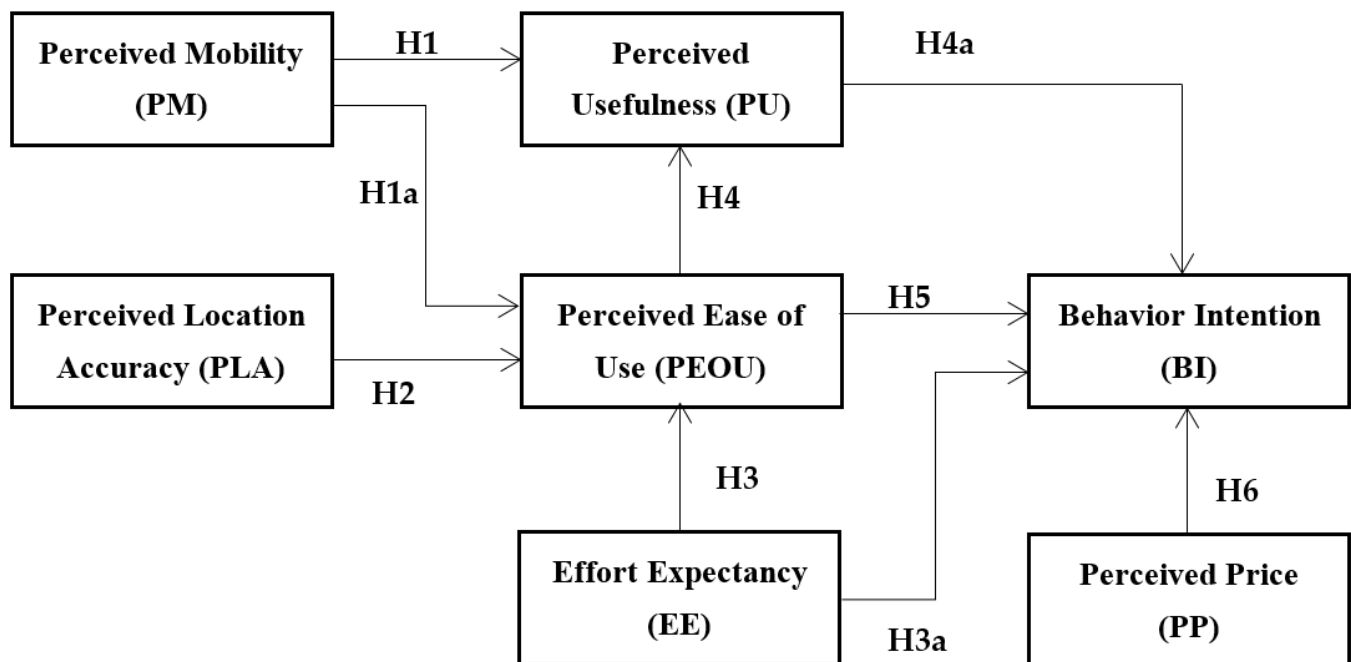 Perceived Mobility
(PM)
H1
Perceived
Usefulness (PU)
H4a
H1a
H4
Perceived Location
Accuracy (PLA)
H2
Perceived Ease of
Use (PEOU)
H5
Behavior Intention
(BI)
H3
H6
Effort Expectancy
(EE)
H3a
Perceived Price
(PP)